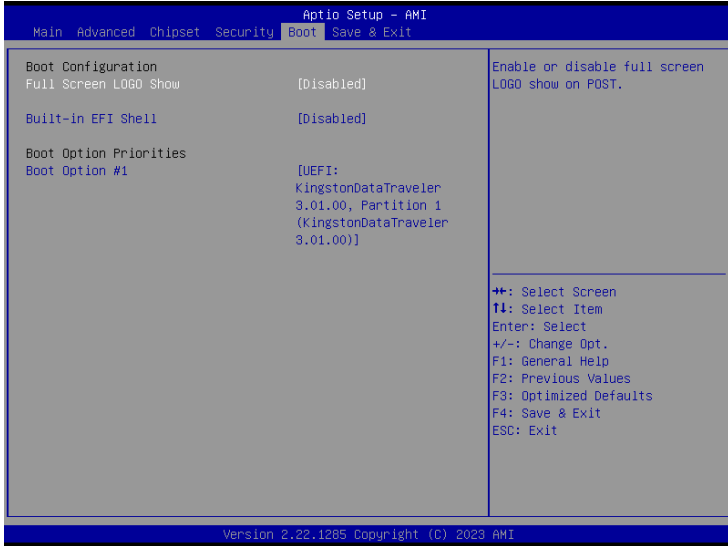 Aptio Setup – AMI
Main Advanced Chipset Security Boot Save & Exit
Boot Configuration
Full Screen LOGO Show [Disabled]
Built-in EFI Shell [Disabled]
Boot Option Priorities
Boot Option #1 [UEFI:
KingstonDataTraveler
3.01.00, Partition 1
(KingstonDataTraveler
3.01.00)]
Enable or disable full screen
LOGO show on POST.
→←: Select Screen
↑↓: Select Item
Enter: Select
+/-: Change Opt.
F1: General Help
F2: Previous Values
F3: Optimized Defaults
F4: Save & Exit
ESC: Exit
Version 2.22.1285 Copyright (C) 2023 AMI